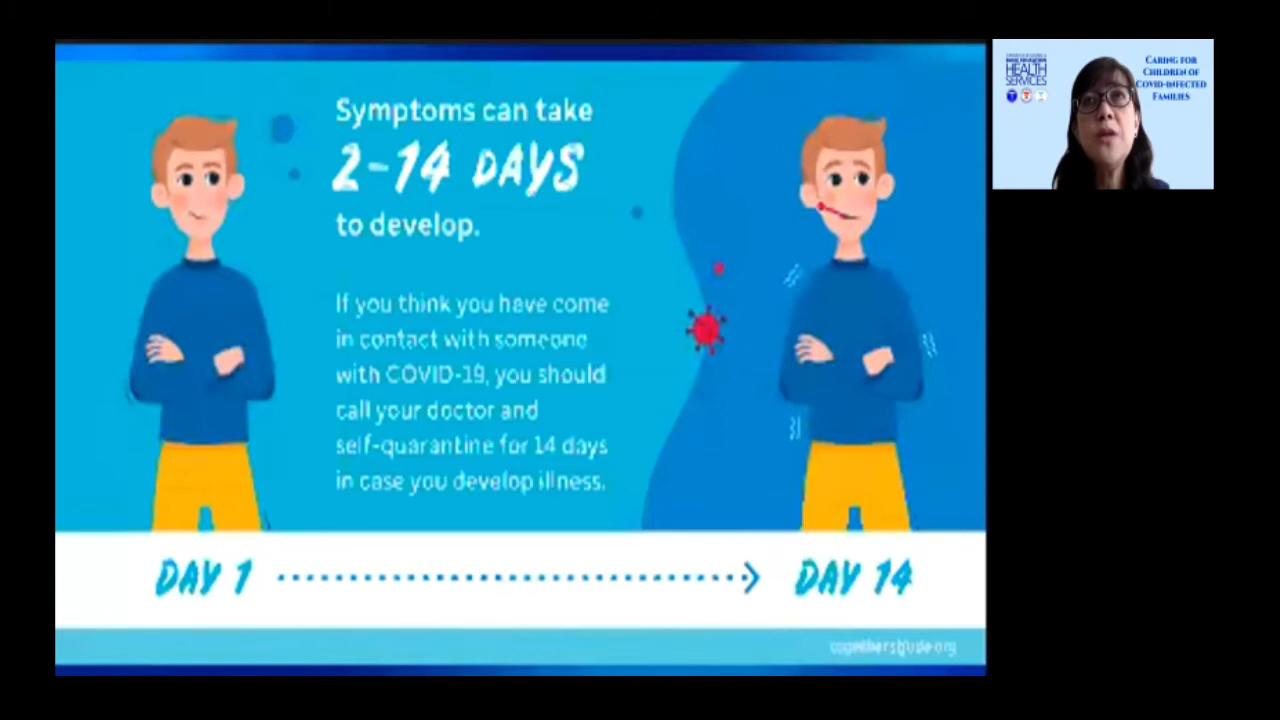 Symptoms can take
2-14 DAYS
to develop.
If you think you have come
in contact with someone
with COVID-19, you should
call your doctor and
self-quarantine for 14 days
in case you develop illness.
DAY 1
DAY 14
HEALTH
SERVICES
CARING FOR
CHILDREN OF
COVID-INFECTED
FAMILIES